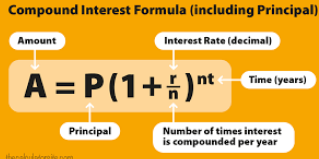 Compound Interest Formula (including Principal)
Amount
Interest Rate (decimal)
A = P(1+r/n)^nt
Time (years)
Principal
Number of times interest
is compounded per year